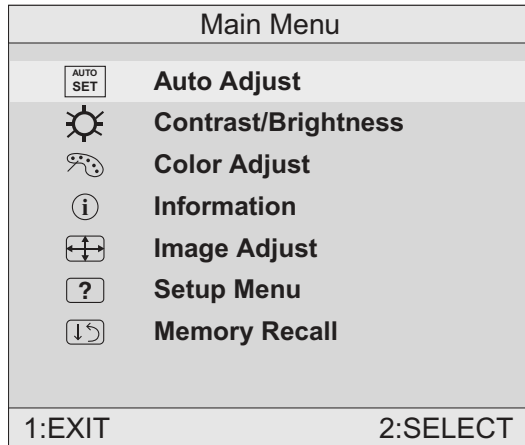 Main Menu
AUTO
SET
Auto Adjust
Contrast/Brightness
Color Adjust
i
Information
Image Adjust
?
Setup Menu
Memory Recall
1:EXIT 2:SELECT